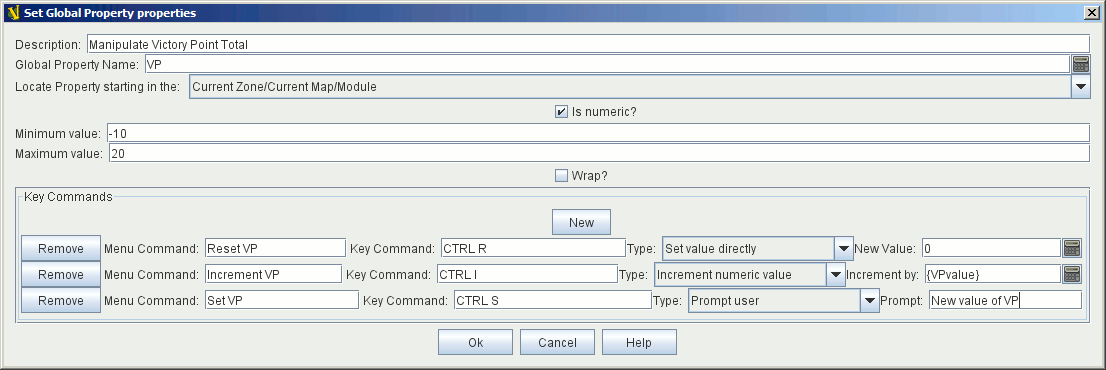 Set Global Property properties
Description: Manipulate Victory Point Total
Global Property Name: VP
Locate Property starting in the: Current Zone/Current Map/Module
Is numeric?
Minimum value: -10
Maximum value: 20
Wrap?
Key Commands
New
Remove Menu Command: Reset VP Key Command: CTRL R Type: Set value directly New Value: 0
Remove Menu Command: Increment VP Key Command: CTRL I Type: Increment numeric value Increment by: {VPvalue}
Remove Menu Command: Set VP Key Command: CTRL S Type: Prompt user Prompt: New value of VP
Ok Cancel Help